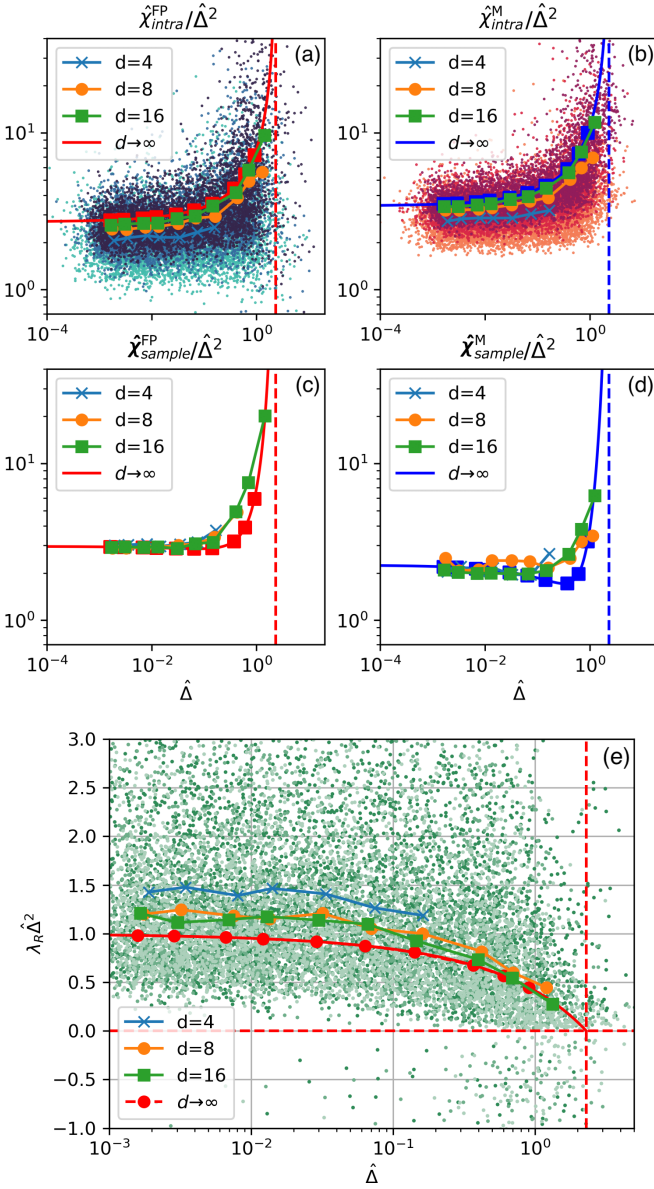 χ̂ᶠᴾ_intra/Δ̂² χ̂ᴹ_intra/Δ̂²
(a) (b)
d=4 d=4
d=8 d=8
d=16 d=16
d→∞ d→∞
10¹ 10¹
10⁰ 10⁰
10⁻⁴ 10⁻² 10⁰ 10⁻⁴ 10⁻² 10⁰
χ̂ᶠᴾ_sample/Δ̂² χ̂ᴹ_sample/Δ̂²
(c) (d)
d=4 d=4
d=8 d=8
d=16 d=16
d→∞ d→∞
10¹ 10¹
10⁰ 10⁰
10⁻⁴ 10⁻² 10⁰ 10⁻⁴ 10⁻² 10⁰
Δ̂ Δ̂
(e)
3.0
2.5
2.0
1.5
1.0
0.5
0.0
−0.5
−1.0
λ_RΔ̂²
d=4
d=8
d=16
d→∞
10⁻³ 10⁻² 10⁻¹ 10⁰
Δ̂